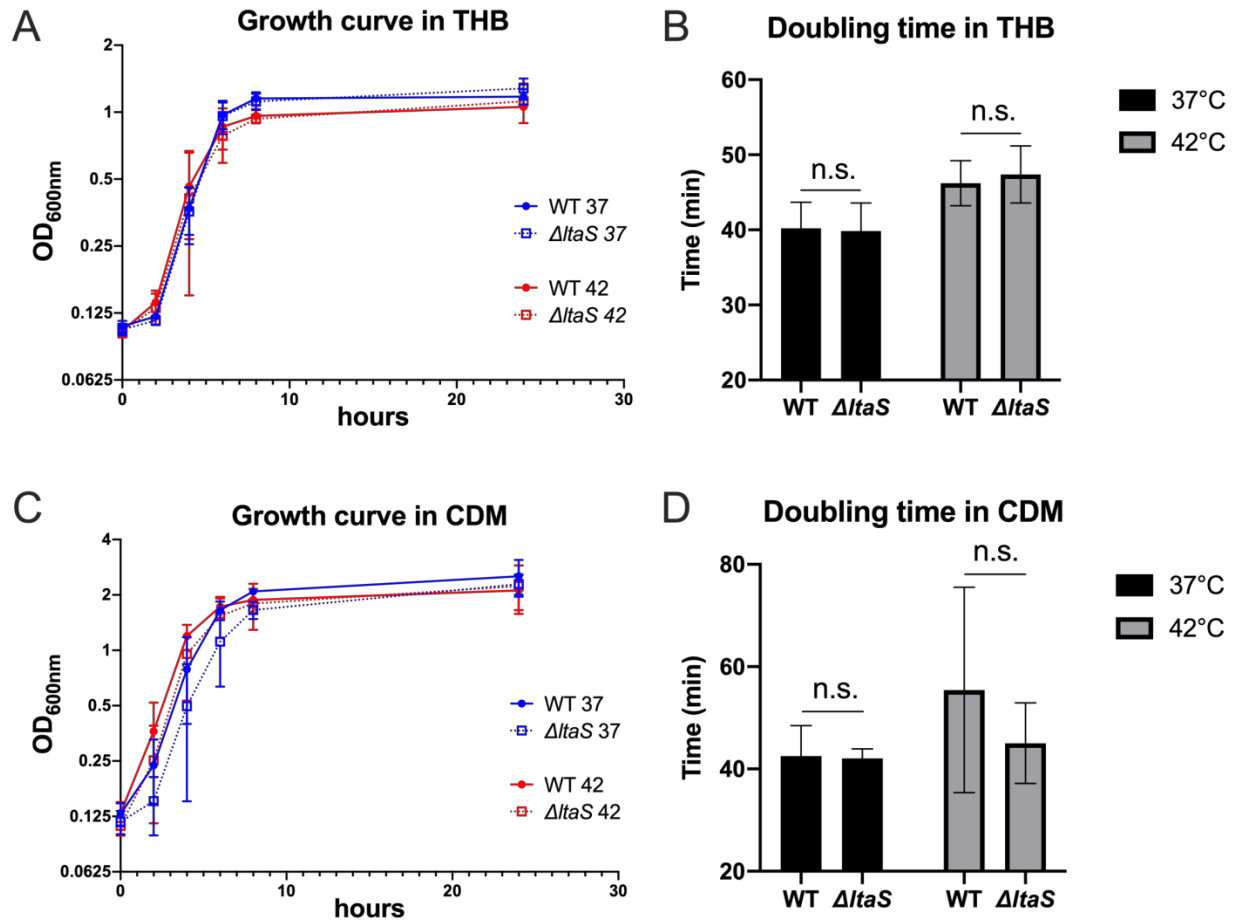 A
Growth curve in THB
2
1
0.5
0.25
0.125
0.0625
OD600nm
0
10
20
30
hours
WT 37
ΔltaS 37
WT 42
ΔltaS 42
B
Doubling time in THB
60
50
40
30
20
Time (min)
n.s.
n.s.
WT
ΔltaS
WT
ΔltaS
37°C
42°C
C
Growth curve in CDM
4
2
1
0.5
0.25
0.125
0.0625
OD600nm
0
10
20
30
hours
WT 37
ΔltaS 37
WT 42
ΔltaS 42
D
Doubling time in CDM
80
60
40
20
Time (min)
n.s.
n.s.
WT
ΔltaS
WT
ΔltaS
37°C
42°C